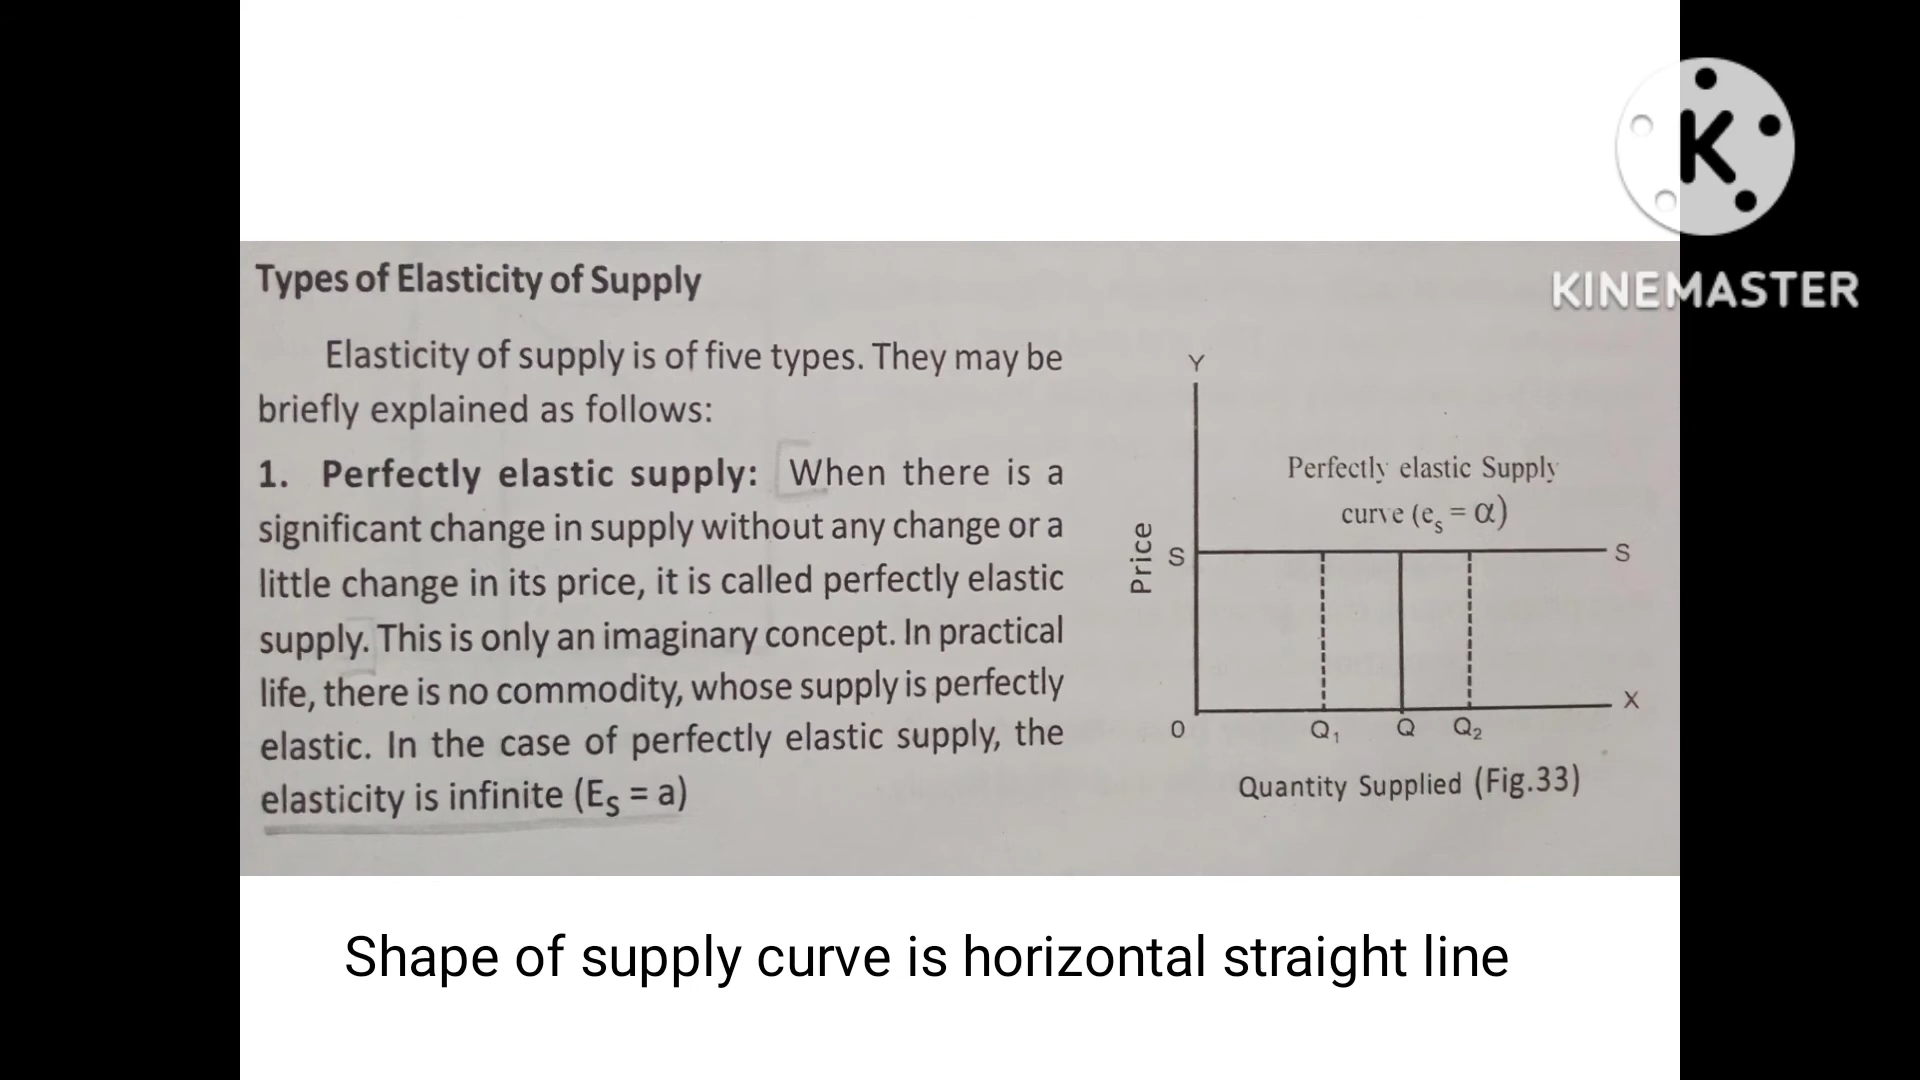 K
KINEMASTER
Types of Elasticity of Supply
Elasticity of supply is of five types. They may be
briefly explained as follows:
1. Perfectly elastic supply: When there is a
significant change in supply without any change or a
little change in its price, it is called perfectly elastic
supply. This is only an imaginary concept. In practical
life, there is no commodity, whose supply is perfectly
elastic. In the case of perfectly elastic supply, the
elasticity is infinite (Es = a)
Y
Perfectly elastic Supply
curve (es = α)
Price
S
S
X
0
Q1
Q
Q2
Quantity Supplied (Fig.33)
Shape of supply curve is horizontal straight line